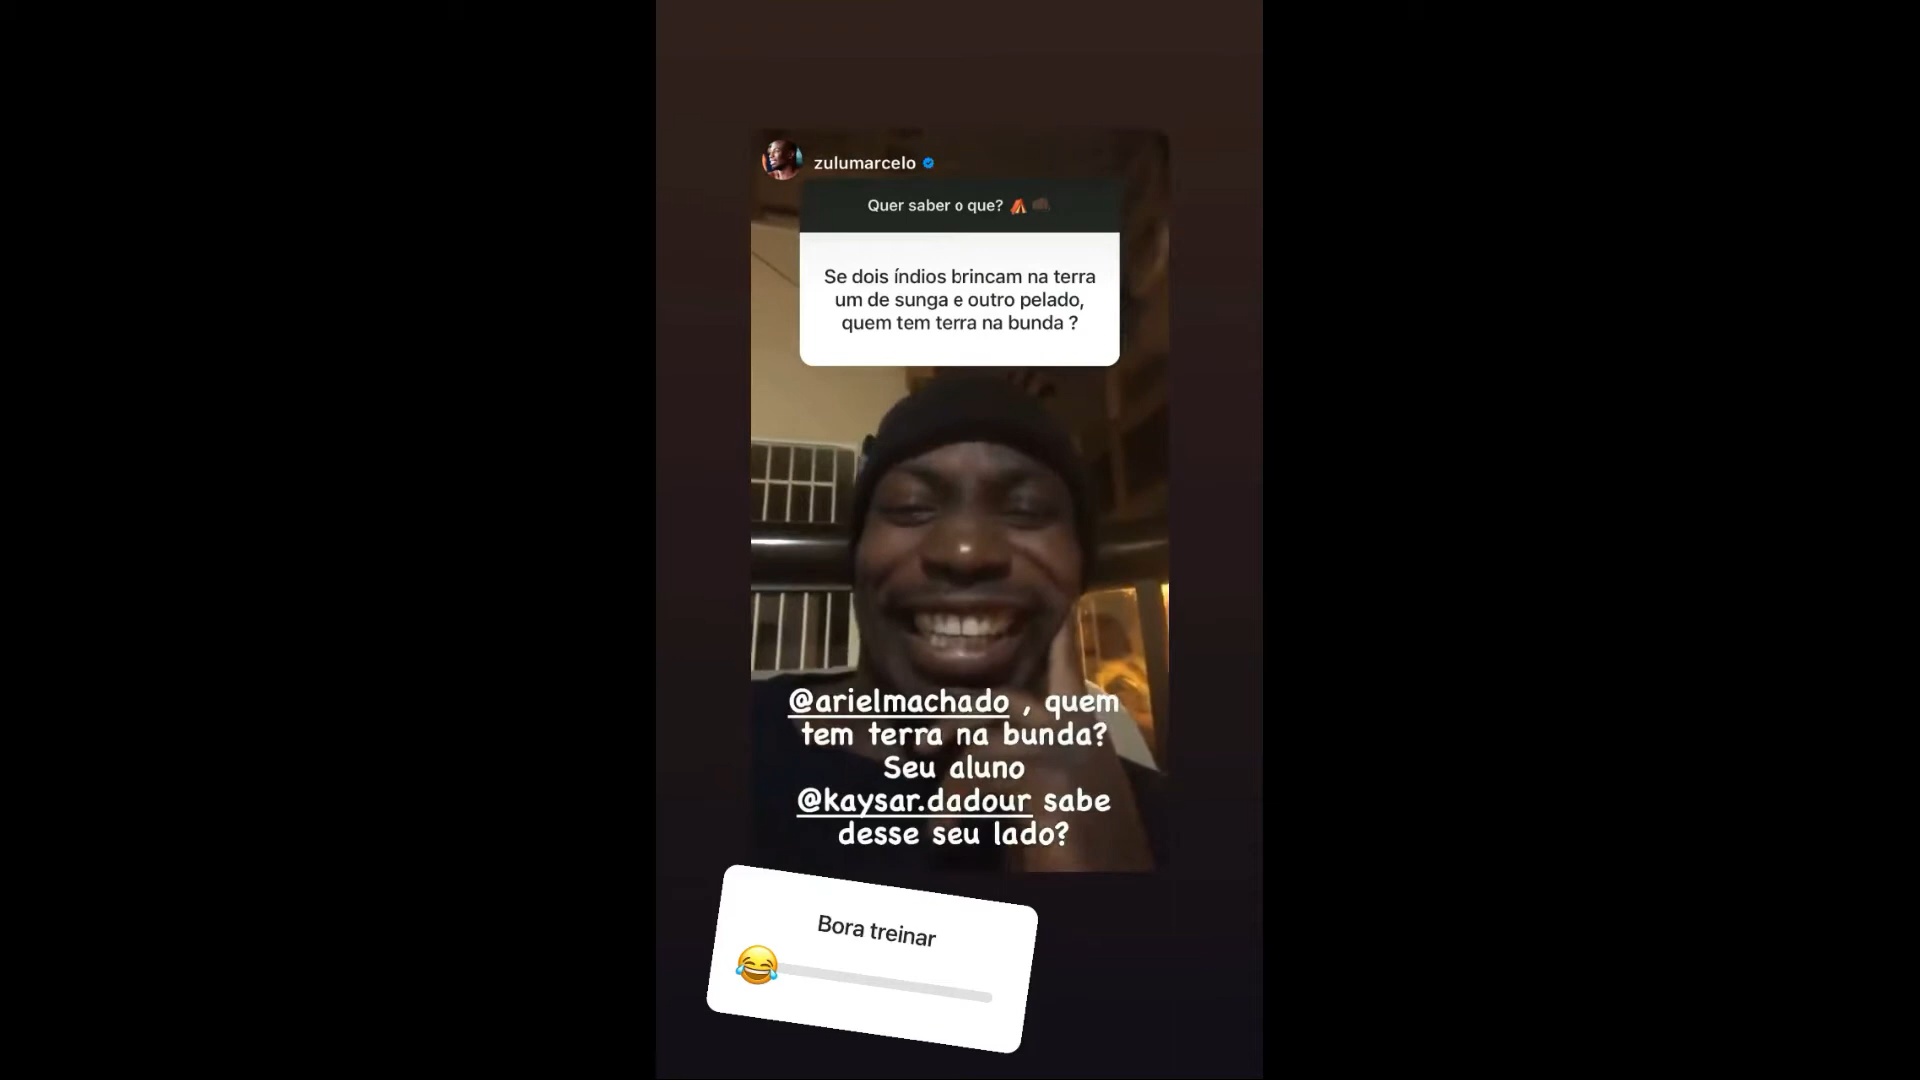 zulumarcelo
Quer saber o que?
Se dois índios brincam na terra
um de sunga e outro pelado,
quem tem terra na bunda ?
@arielmachado , quem
tem terra na bunda?
Seu aluno
@kaysar.dadour sabe
desse seu lado?
Bora treinar